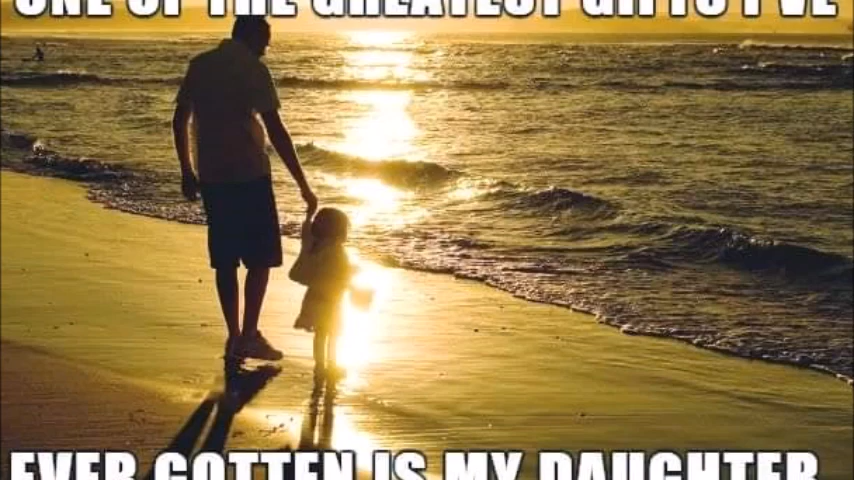 ONE OF THE GREATEST GIFTS I'VE
EVER GOTTEN IS MY DAUGHTER